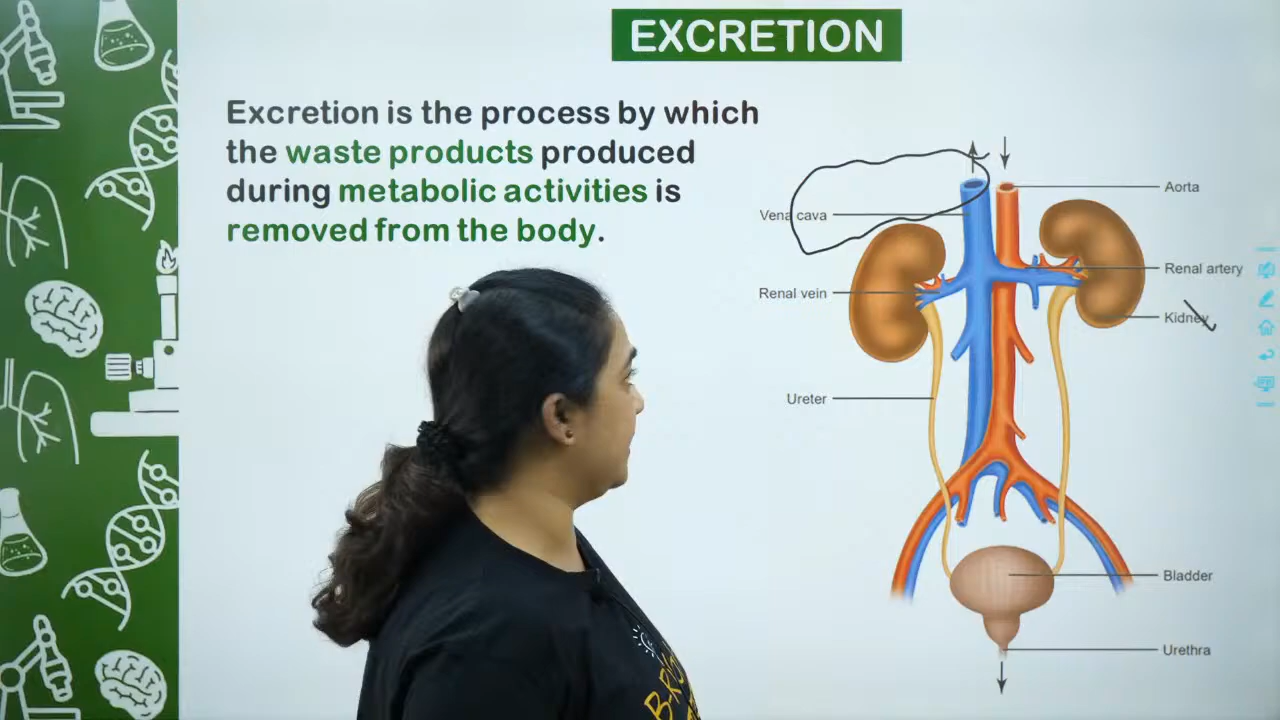 EXCRETION
Excretion is the process by which
the waste products produced
during metabolic activities is
removed from the body.
Aorta
Vena cava
Renal artery
Renal vein
Kidney
Ureter
Bladder
Urethra